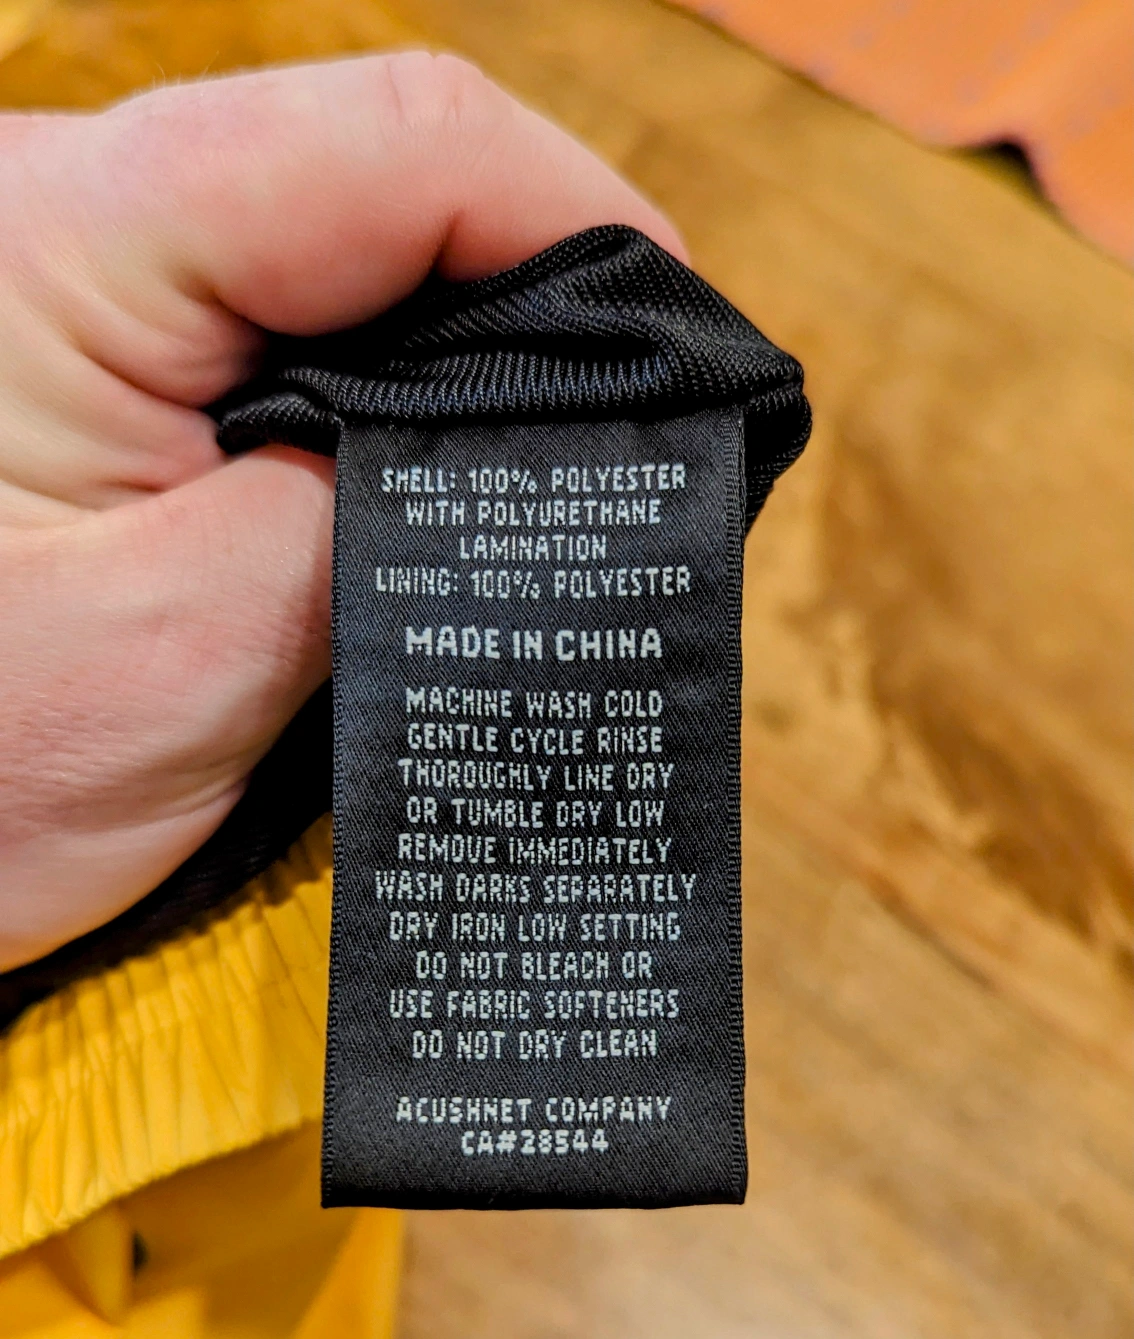 SHELL: 100% POLYESTER
WITH POLYURETHANE
LAMINATION
LINING: 100% POLYESTER
MADE IN CHINA
MACHINE WASH COLD
GENTLE CYCLE RINSE
THOROUGHLY LINE DRY
OR TUMBLE DRY LOW
REMOVE IMMEDIATELY
WASH DARKS SEPARATELY
DRY IRON LOW SETTING
DO NOT BLEACH OR
USE FABRIC SOFTENERS
DO NOT DRY CLEAN
ACUSHNET COMPANY
CA#28544